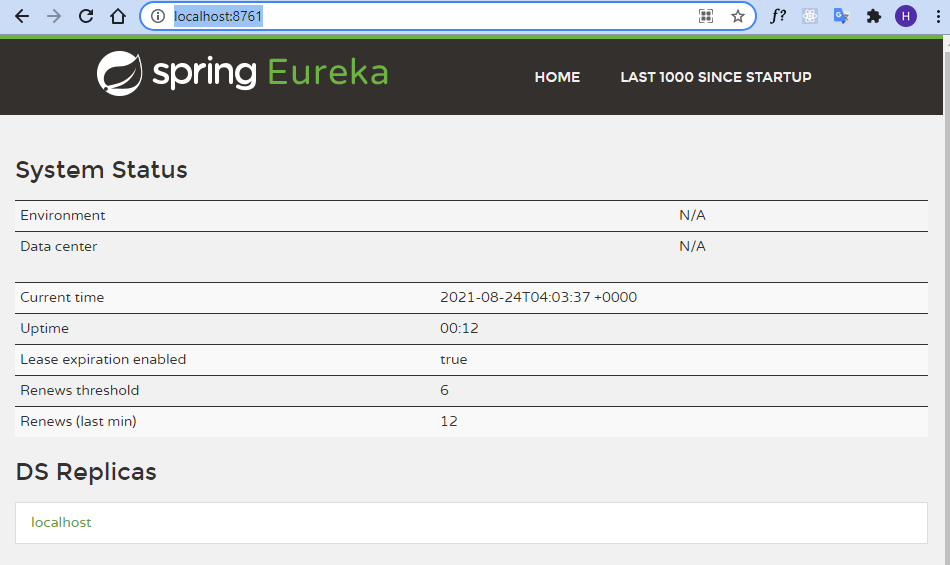 localhost:8761
f?
H
spring Eureka
HOME
LAST 1000 SINCE STARTUP
System Status
Environment N/A
Data center N/A
Current time 2021-08-24T04:03:37 +0000
Uptime 00:12
Lease expiration enabled true
Renews threshold 6
Renews (last min) 12
DS Replicas
localhost